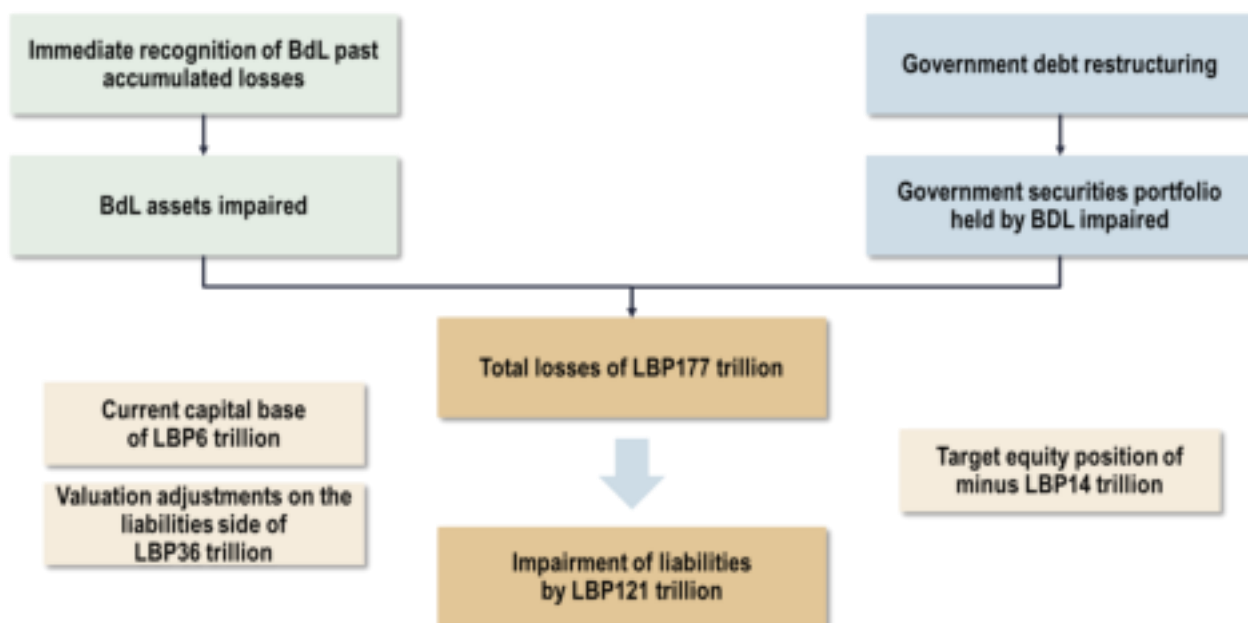 Immediate recognition of BdL past
accumulated losses
Government debt restructuring
BdL assets impaired
Government securities portfolio
held by BDL impaired
Total losses of LBP177 trillion
Current capital base
of LBP6 trillion
Valuation adjustments on the
liabilities side of
LBP36 trillion
Target equity position of
minus LBP14 trillion
Impairment of liabilities
by LBP121 trillion